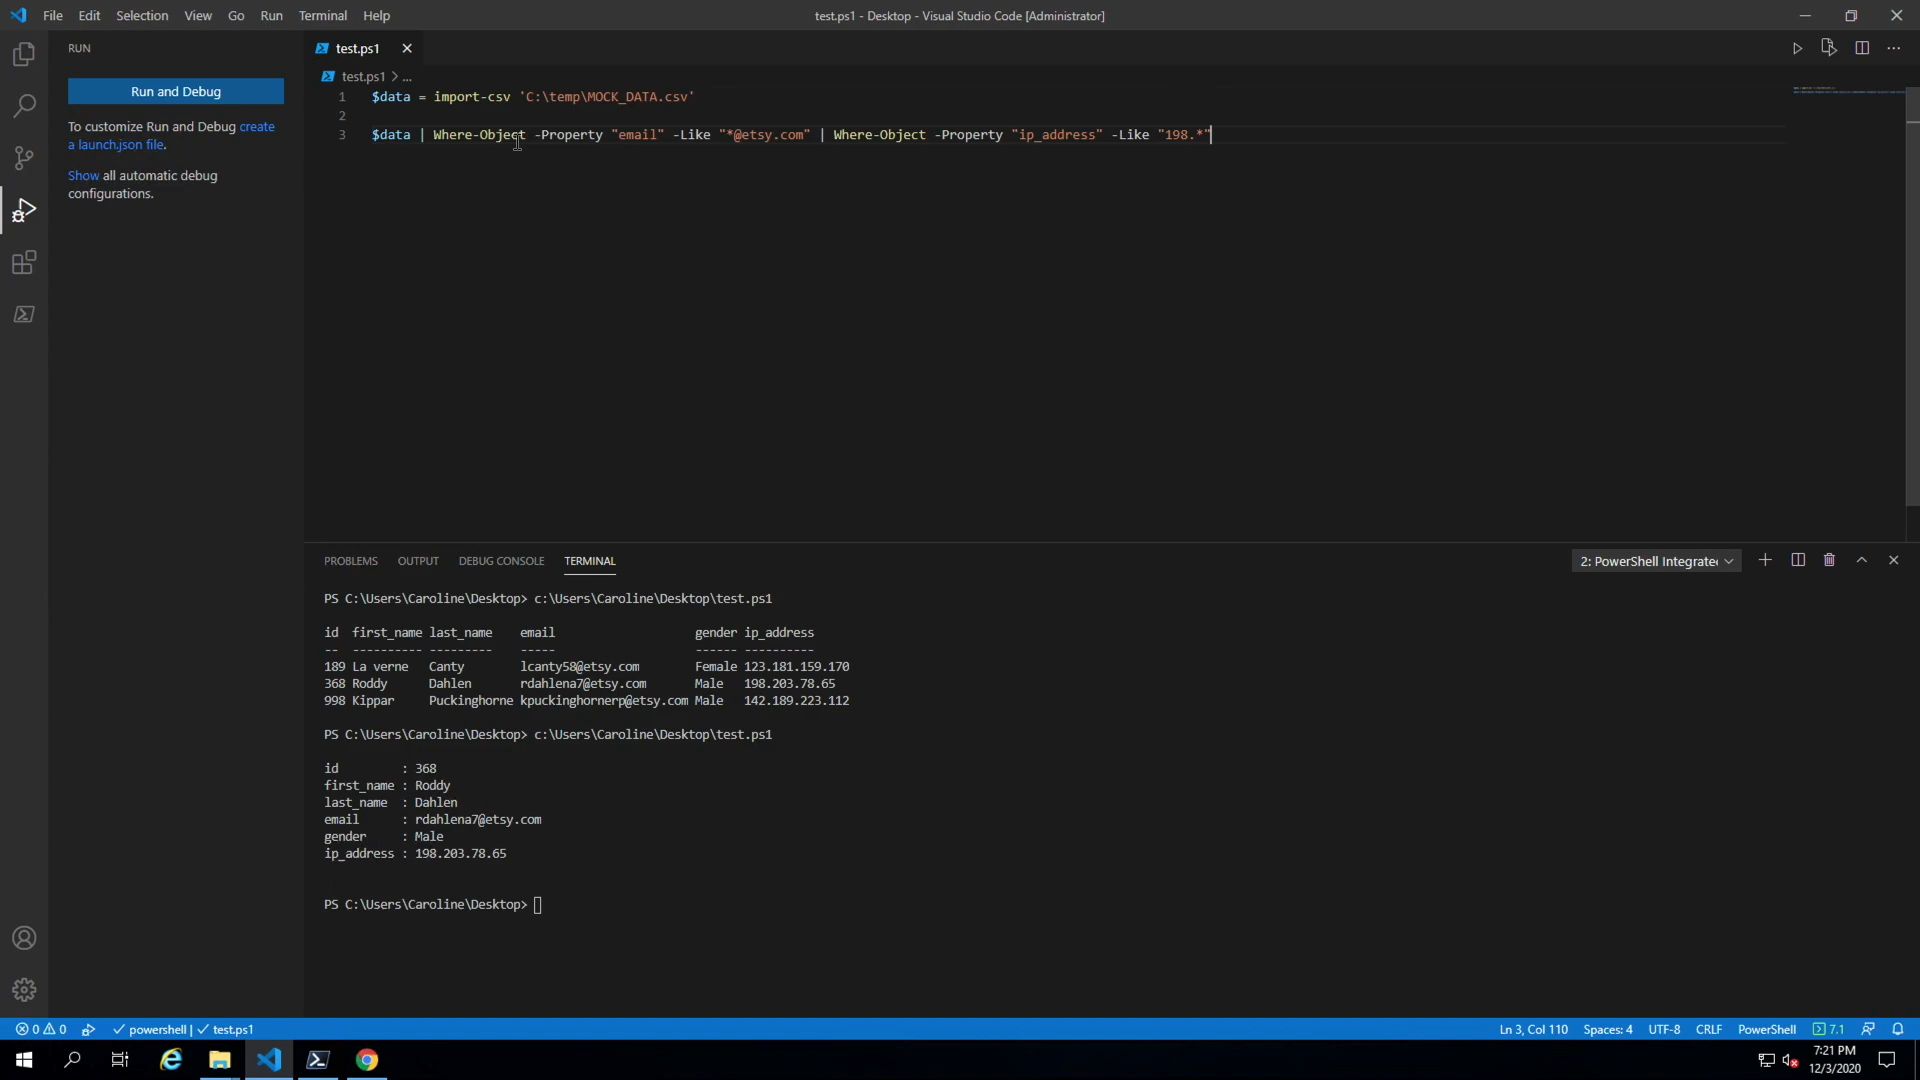 File Edit Selection View Go Run Terminal Help
test.ps1 - Desktop - Visual Studio Code [Administrator]
RUN
Run and Debug
To customize Run and Debug create
a launch.json file.
Show all automatic debug
configurations.
test.ps1
test.ps1 > ...
1 $data = import-csv 'C:\temp\MOCK_DATA.csv'
2
3 $data | Where-Object -Property "email" -Like "*@etsy.com" | Where-Object -Property "ip_address" -Like "198.*"
PROBLEMS OUTPUT DEBUG CONSOLE TERMINAL
2: PowerShell Integrate
PS C:\Users\Caroline\Desktop> c:\Users\Caroline\Desktop\test.ps1
id first_name last_name email gender ip_address
-- ---------- --------- ----- ------ ----------
189 La verne Canty lcanty58@etsy.com Female 123.181.159.170
368 Roddy Dahlen rdahlena7@etsy.com Male 198.203.78.65
998 Kippar Puckinghorne kpuckinghornerp@etsy.com Male 142.189.223.112
PS C:\Users\Caroline\Desktop> c:\Users\Caroline\Desktop\test.ps1
id : 368
first_name : Roddy
last_name : Dahlen
email : rdahlena7@etsy.com
gender : Male
ip_address : 198.203.78.65
PS C:\Users\Caroline\Desktop>
0 0 powershell | test.ps1
Ln 3, Col 110 Spaces: 4 UTF-8 CRLF PowerShell 7.1
7:21 PM
12/3/2020